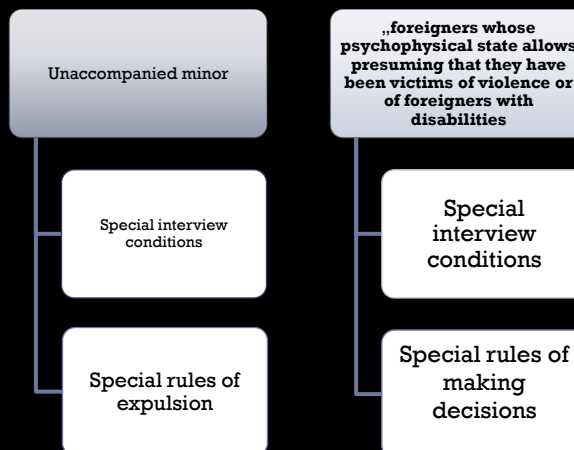 Unaccompanied minor
Special interview
conditions
Special rules of
expulsion
„foreigners whose
psychophysical state allows
presuming that they have
been victims of violence or
of foreigners with
disabilities
Special
interview
conditions
Special rules of
making
decisions